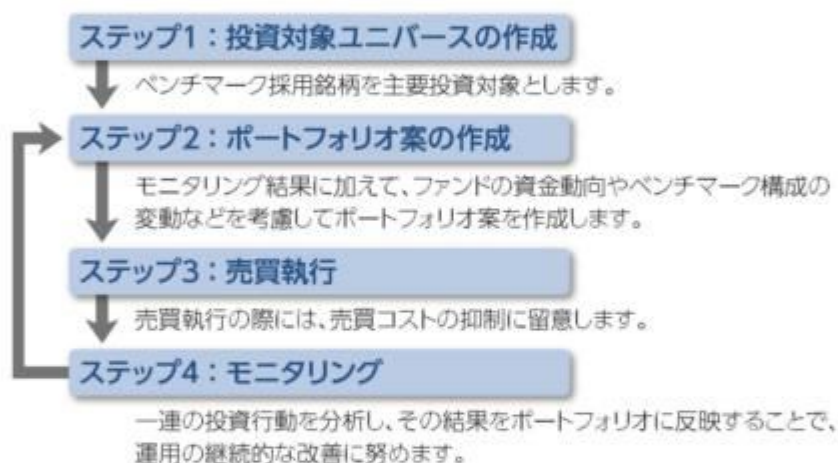 ステップ1：投資対象ユニバースの作成
ベンチマーク採用銘柄を主要投資対象とします。
ステップ2：ポートフォリオ案の作成
モニタリング結果に加えて、ファンドの資金動向やベンチマーク構成の
変動などを考慮してポートフォリオ案を作成します。
ステップ3：売買執行
売買執行の際には、売買コストの抑制に留意します。
ステップ4：モニタリング
一連の投資行動を分析し、その結果をポートフォリオに反映することで、
運用の継続的な改善に努めます。